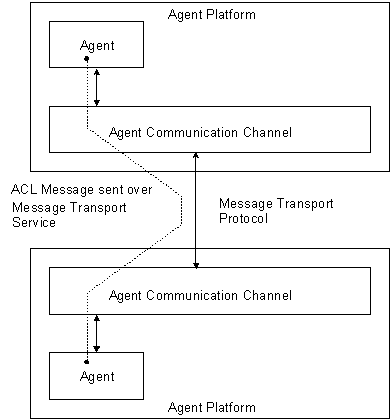 Agent Platform
Agent
Agent Communication Channel
ACL Message sent over
Message Transport
Service
Message Transport
Protocol
Agent Communication Channel
Agent
Agent Platform